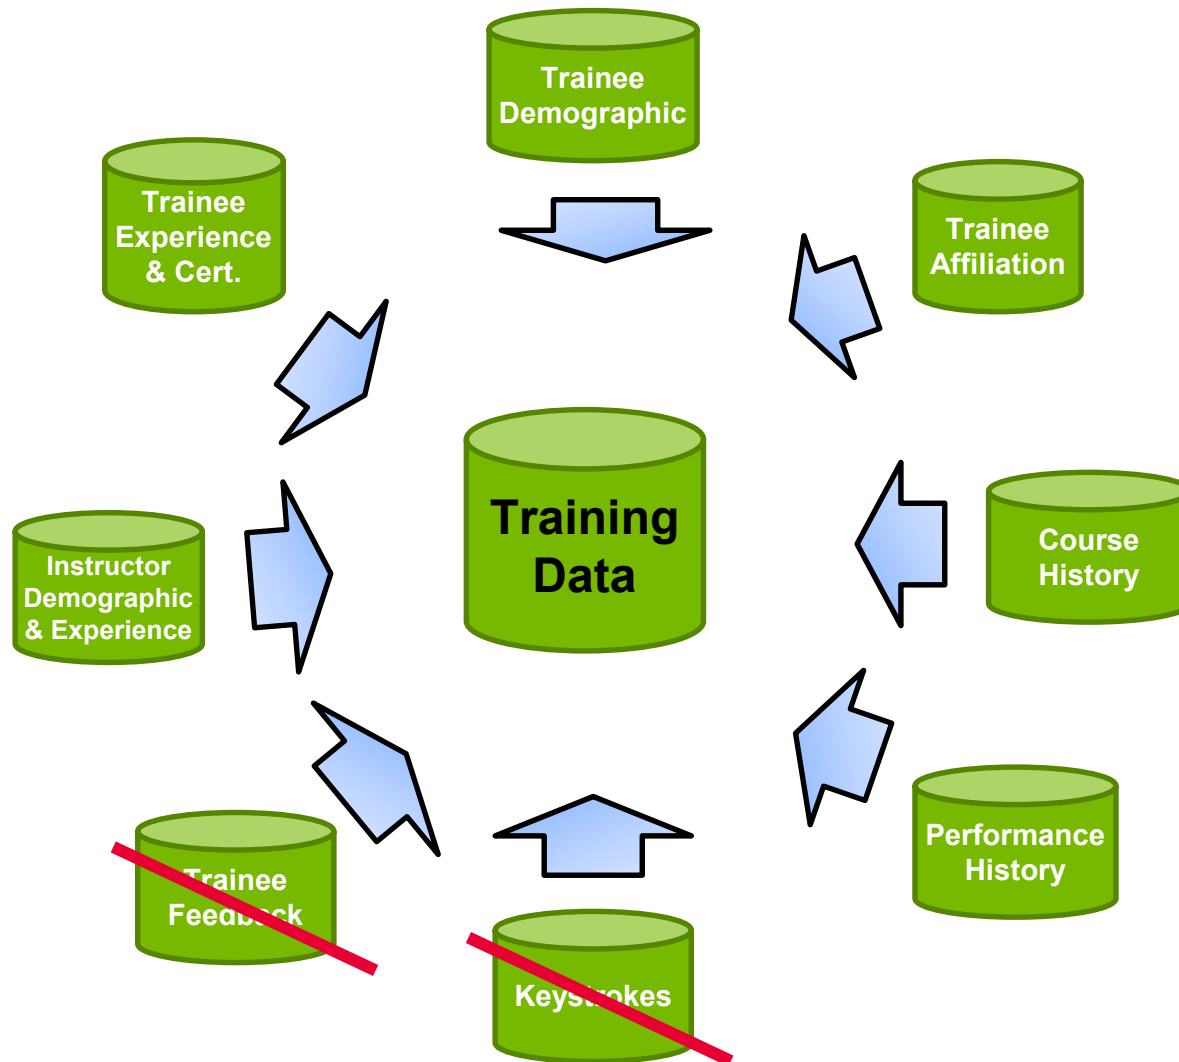 Trainee
Demographic
Trainee
Experience
& Cert.
Trainee
Affiliation
Training
Data
Instructor
Demographic
& Experience
Course
History
Trainee
Feedback
Performance
History
Keystrokes